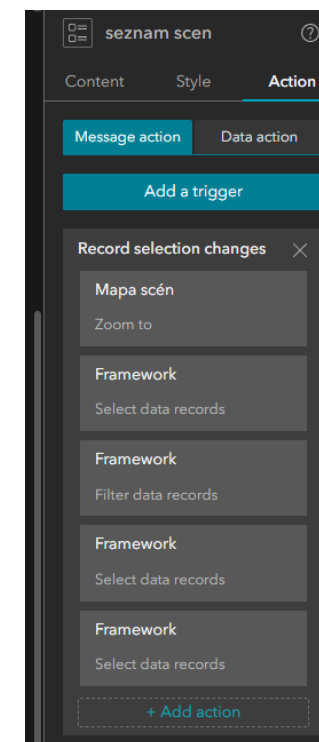 seznam scen
Content Style Action
Message action Data action
Add a trigger
Record selection changes
Mapa scén
Zoom to
Framework
Select data records
Framework
Filter data records
Framework
Select data records
Framework
Select data records
+ Add action